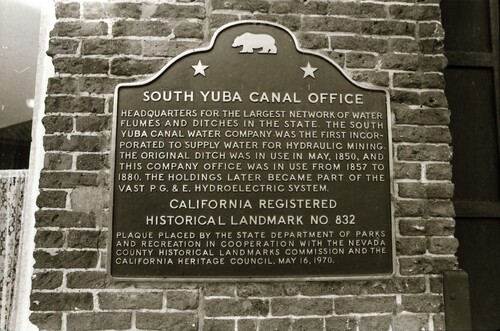 SOUTH YUBA CANAL OFFICE
HEADQUARTERS FOR THE LARGEST NETWORK OF WATER
FLUMES AND DITCHES IN THE STATE. THE SOUTH
YUBA CANAL WATER COMPANY WAS THE FIRST INCOR-
PORATED TO SUPPLY WATER FOR HYDRAULIC MINING.
THE ORIGINAL DITCH WAS IN USE IN MAY, 1850, AND
THIS COMPANY OFFICE WAS IN USE FROM 1857 TO
1880. THE HOLDINGS LATER BECAME PART OF THE
VAST P G. & E. HYDROELECTRIC SYSTEM.
CALIFORNIA REGISTERED
HISTORICAL LANDMARK NO. 832
PLAQUE PLACED BY THE STATE DEPARTMENT OF PARKS
AND RECREATION IN COOPERATION WITH THE NEVADA
COUNTY HISTORICAL LANDMARKS COMMISSION AND THE
CALIFORNIA HERITAGE COUNCIL. MAY 16, 1970.